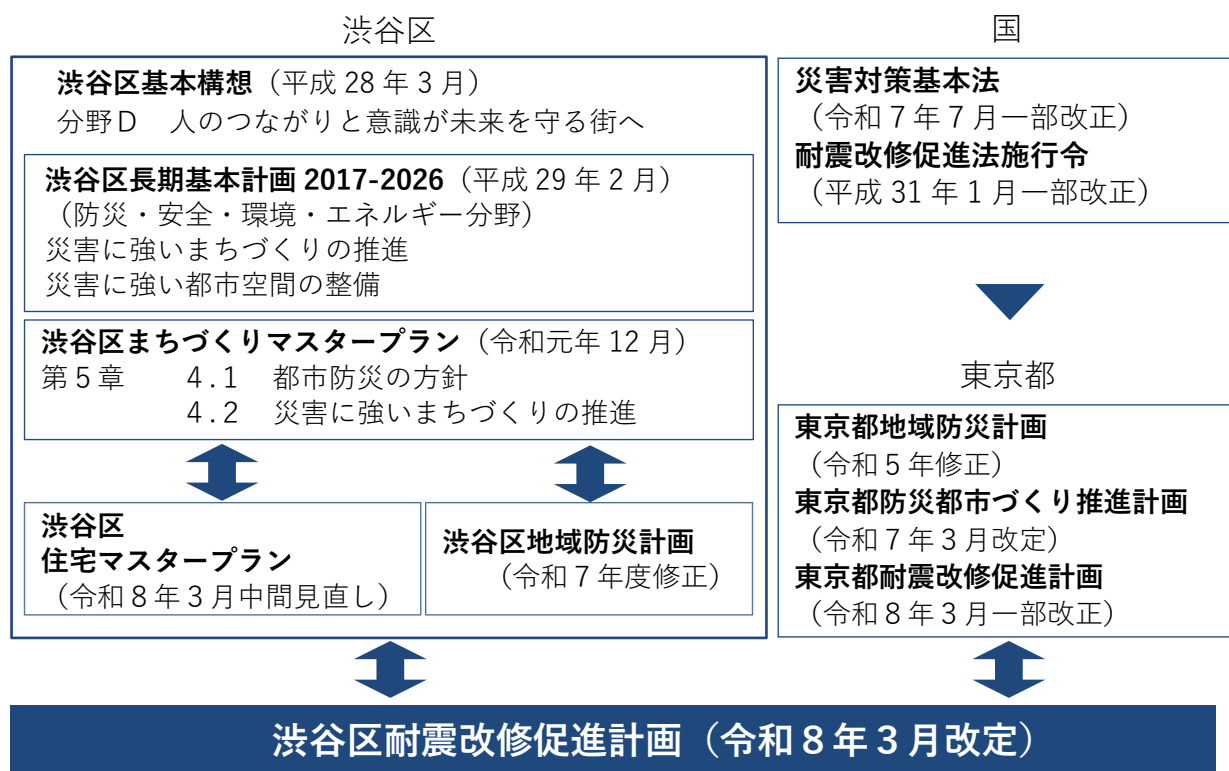 渋谷区
渋谷区基本構想（平成 28 年 3 月）
分野Ｄ　人のつながりと意識が未来を守る街へ
渋谷区長期基本計画 2017-2026（平成 29 年 2 月）
（防災・安全・環境・エネルギー分野）
災害に強いまちづくりの推進
災害に強い都市空間の整備
渋谷区まちづくりマスタープラン（令和元年 12 月）
第５章　　４.１　都市防災の方針
４.２　災害に強いまちづくりの推進
渋谷区
住宅マスタープラン
（令和８年３月中間見直し）
渋谷区地域防災計画
（令和７年度修正）
国
災害対策基本法
（令和７年７月一部改正）
耐震改修促進法施行令
（平成 31 年１月一部改正）
東京都
東京都地域防災計画
（令和５年修正）
東京都防災都市づくり推進計画
（令和７年３月改定）
東京都耐震改修促進計画
（令和８年３月一部改正）
渋谷区耐震改修促進計画（令和８年３月改定）